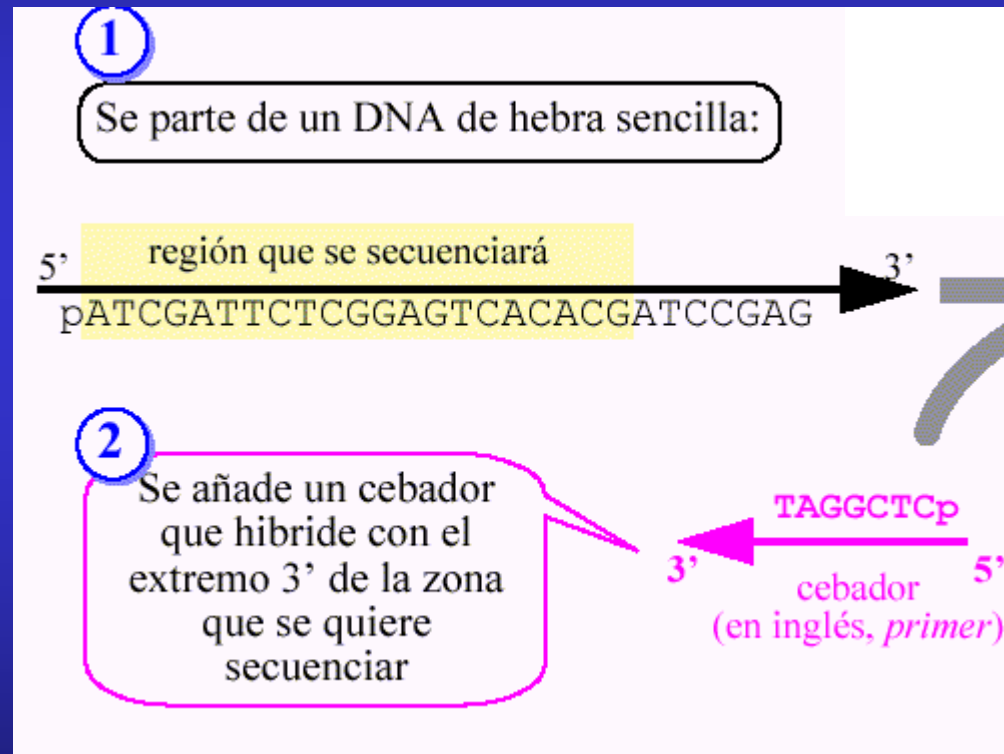 1
Se parte de un DNA de hebra sencilla:
región que se secuenciará
5’ 3’
pATCGATTCTCGGAGTCACACGATCCGAG
2
Se añade un cebador
que hibride con el
extremo 3’ de la zona
que se quiere
secuenciar
TAGGCTCp
3’ 5’
cebador
(en inglés, primer)